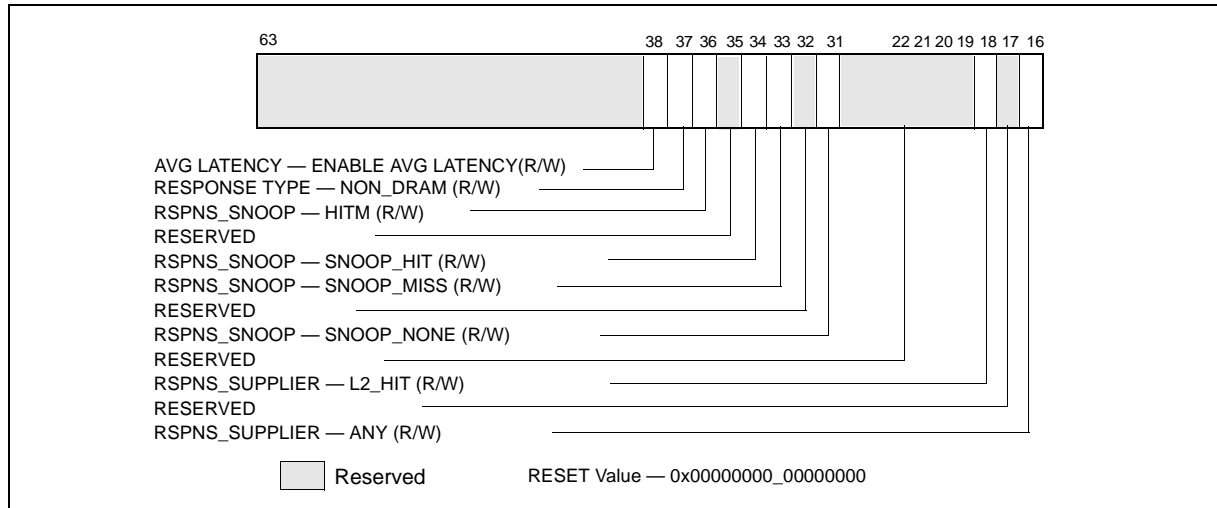 63 38 37 36 35 34 33 32 31 22 21 20 19 18 17 16
AVG LATENCY — ENABLE AVG LATENCY(R/W)
RESPONSE TYPE — NON_DRAM (R/W)
RSPNS_SNOOP — HITM (R/W)
RESERVED
RSPNS_SNOOP — SNOOP_HIT (R/W)
RSPNS_SNOOP — SNOOP_MISS (R/W)
RESERVED
RSPNS_SNOOP — SNOOP_NONE (R/W)
RESERVED
RSPNS_SUPPLIER — L2_HIT (R/W)
RESERVED
RSPNS_SUPPLIER — ANY (R/W)
Reserved RESET Value — 0x00000000_00000000